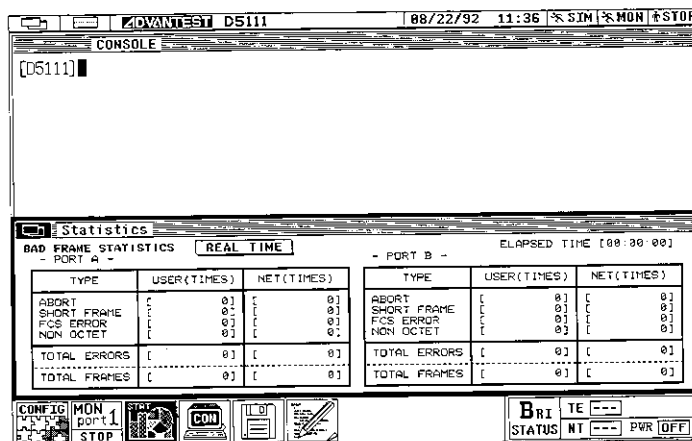 ADVANTEST D5111 08/22/92 11:36 SIM MON STOP
CONSOLE
[D5111]
Statistics
BAD FRAME STATISTICS REAL TIME ELAPSED TIME [00:00:00]
- PORT A - - PORT B -
TYPE USER(TIMES) NET(TIMES) TYPE USER(TIMES) NET(TIMES)
ABORT [ 0] [ 0] ABORT [ 0] [ 0]
SHORT FRAME [ 0] [ 0] SHORT FRAME [ 0] [ 0]
FCS ERROR [ 0] [ 0] FCS ERROR [ 0] [ 0]
NON OCTET [ 0] [ 0] NON OCTET [ 0] [ 0]
TOTAL ERRORS [ 0] [ 0] TOTAL ERRORS [ 0] [ 0]
TOTAL FRAMES [ 0] [ 0] TOTAL FRAMES [ 0] [ 0]
CONFIG MON port 1 STOP STAT CON
BRI STATUS TE --- NT --- PWR OFF